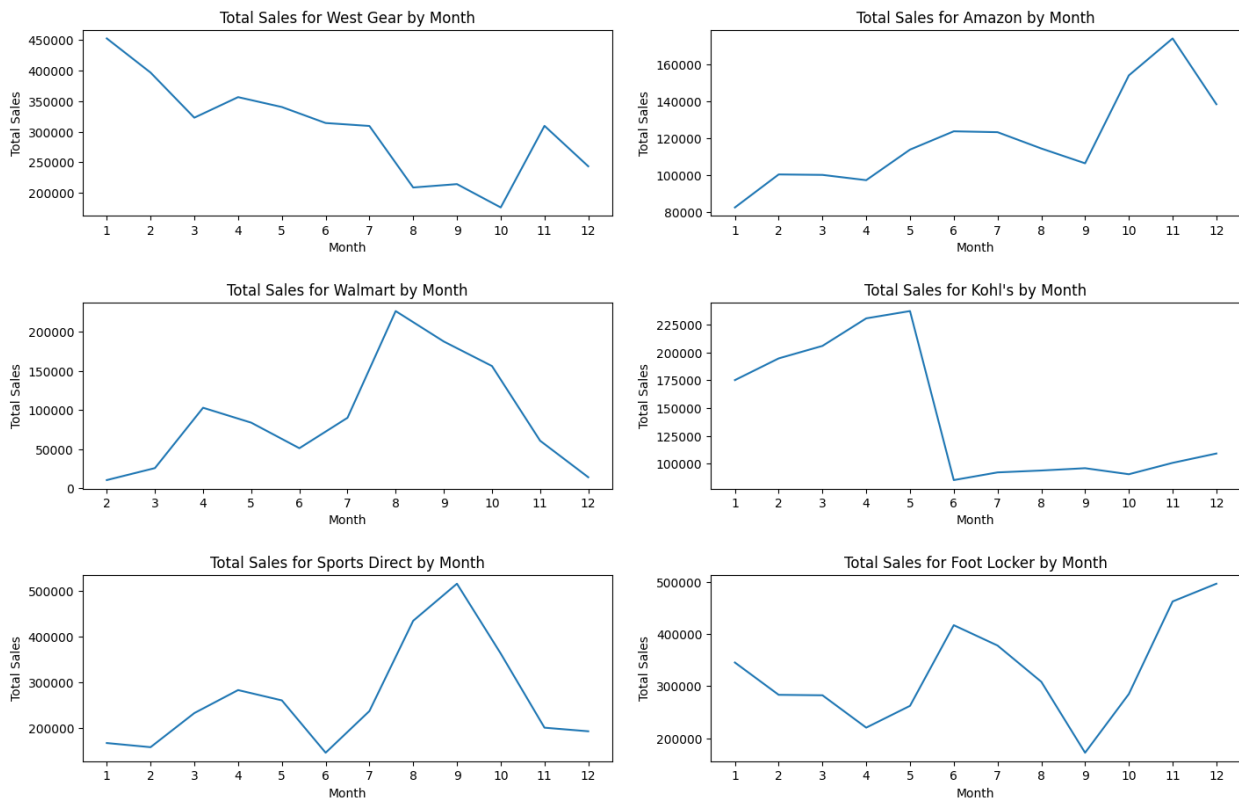 Total Sales for West Gear by Month
450000
400000
350000
300000
250000
200000
Total Sales
1 2 3 4 5 6 7 8 9 10 11 12
Month
Total Sales for Amazon by Month
160000
140000
120000
100000
80000
Total Sales
1 2 3 4 5 6 7 8 9 10 11 12
Month
Total Sales for Walmart by Month
200000
150000
100000
50000
0
Total Sales
2 3 4 5 6 7 8 9 10 11 12
Month
Total Sales for Kohl's by Month
225000
200000
175000
150000
125000
100000
Total Sales
1 2 3 4 5 6 7 8 9 10 11 12
Month
Total Sales for Sports Direct by Month
500000
400000
300000
200000
Total Sales
1 2 3 4 5 6 7 8 9 10 11 12
Month
Total Sales for Foot Locker by Month
500000
400000
300000
200000
Total Sales
1 2 3 4 5 6 7 8 9 10 11 12
Month